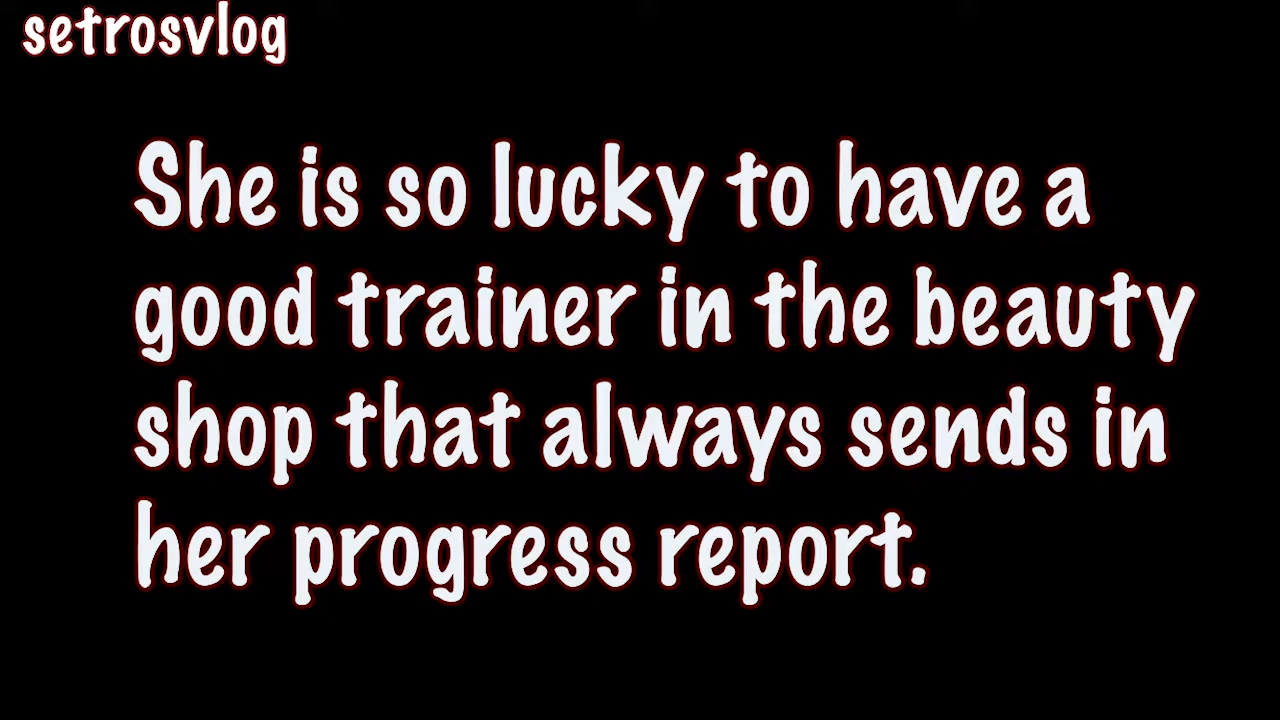 setrosvlog
She is so lucky to have a
good trainer in the beauty
shop that always sends in
her progress report.